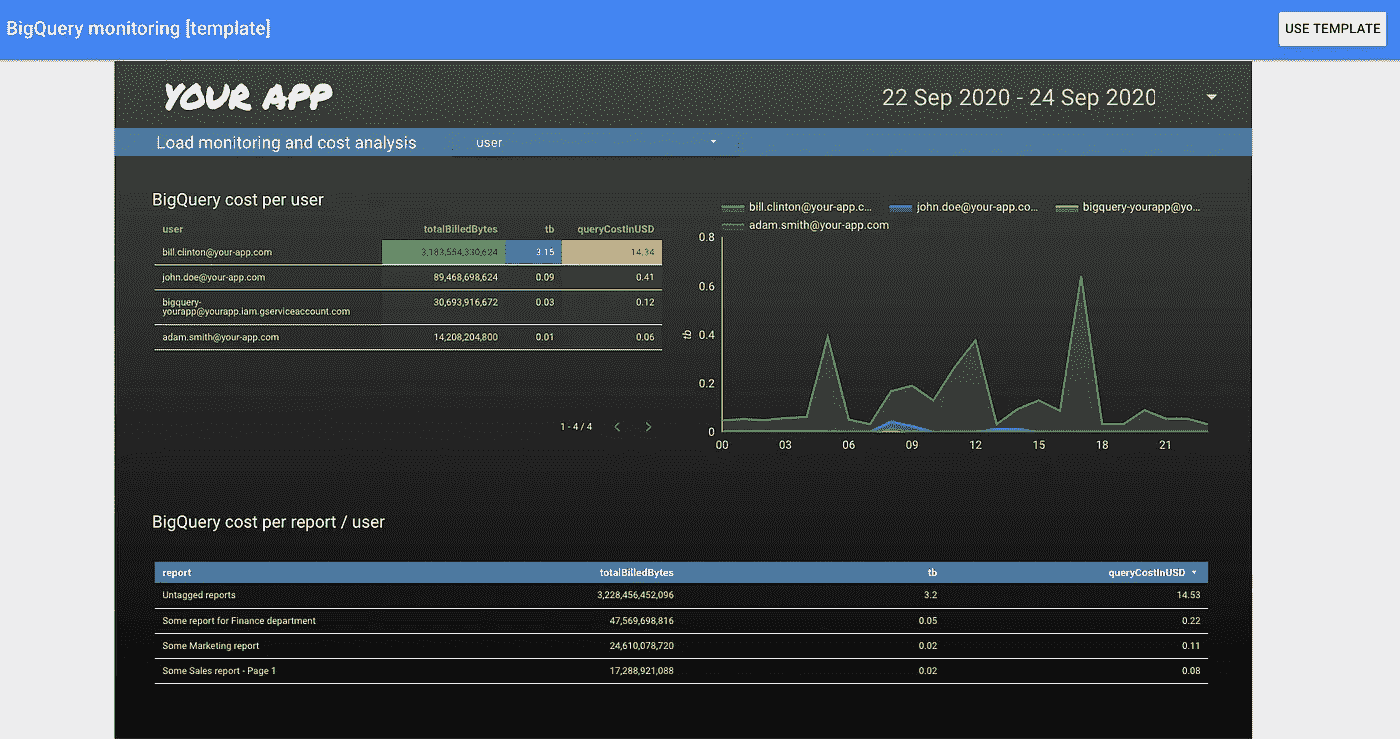 BigQuery monitoring [template]
USE TEMPLATE
YOUR APP
22 Sep 2020 - 24 Sep 2020
Load monitoring and cost analysis
user
BigQuery cost per user
user totalBilledBytes tb queryCostInUSD
bill.clinton@your-app.com 3,183,554,330,624 3.15 14.34
john.doe@your-app.com 89,468,698,624 0.09 0.41
bigquery-
yourapp@yourapp.iam.gserviceaccount.com 30,693,916,672 0.03 0.12
adam.smith@your-app.com 14,208,204,800 0.01 0.06
1 - 4 / 4
bill.clinton@your-app.c... john.doe@your-app.co... bigquery-yourapp@yo...
adam.smith@your-app.com
tb
0.8
0.6
0.4
0.2
0
00 03 06 09 12 15 18 21
BigQuery cost per report / user
report totalBilledBytes tb queryCostInUSD
Untagged reports 3,228,456,452,096 3.2 14.53
Some report for Finance department 47,569,698,816 0.05 0.22
Some Marketing report 24,610,078,720 0.02 0.11
Some Sales report - Page 1 17,288,921,088 0.02 0.08